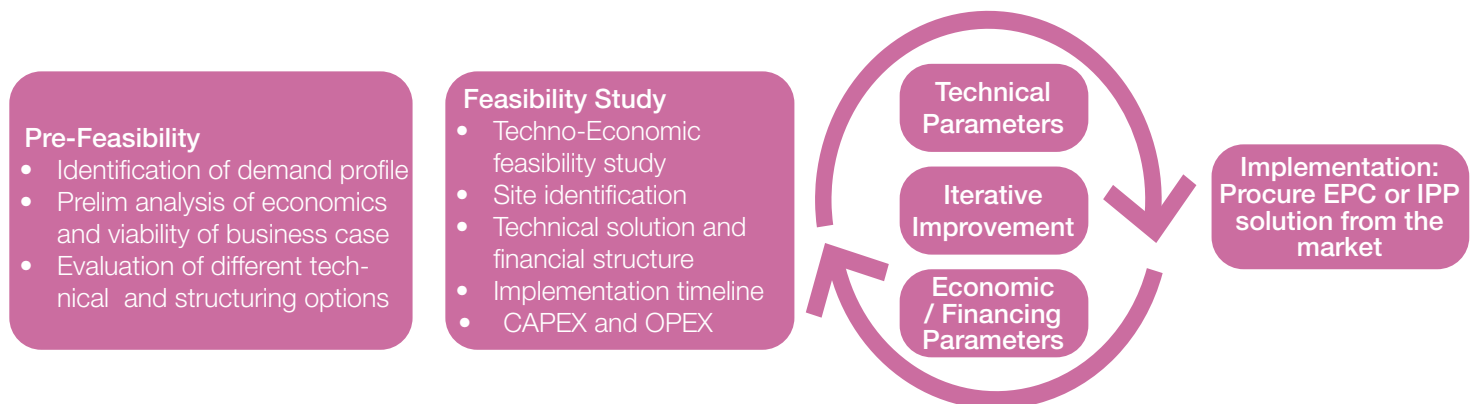 Pre-Feasibility
• Identification of demand profile
• Prelim analysis of economics
and viability of business case
• Evaluation of different tech-
nical and structuring options
Feasibility Study
• Techno-Economic
feasibility study
• Site identification
• Technical solution and
financial structure
• Implementation timeline
• CAPEX and OPEX
Technical
Parameters
Iterative
Improvement
Economic
/ Financing
Parameters
Implementation:
Procure EPC or IPP
solution from the
market